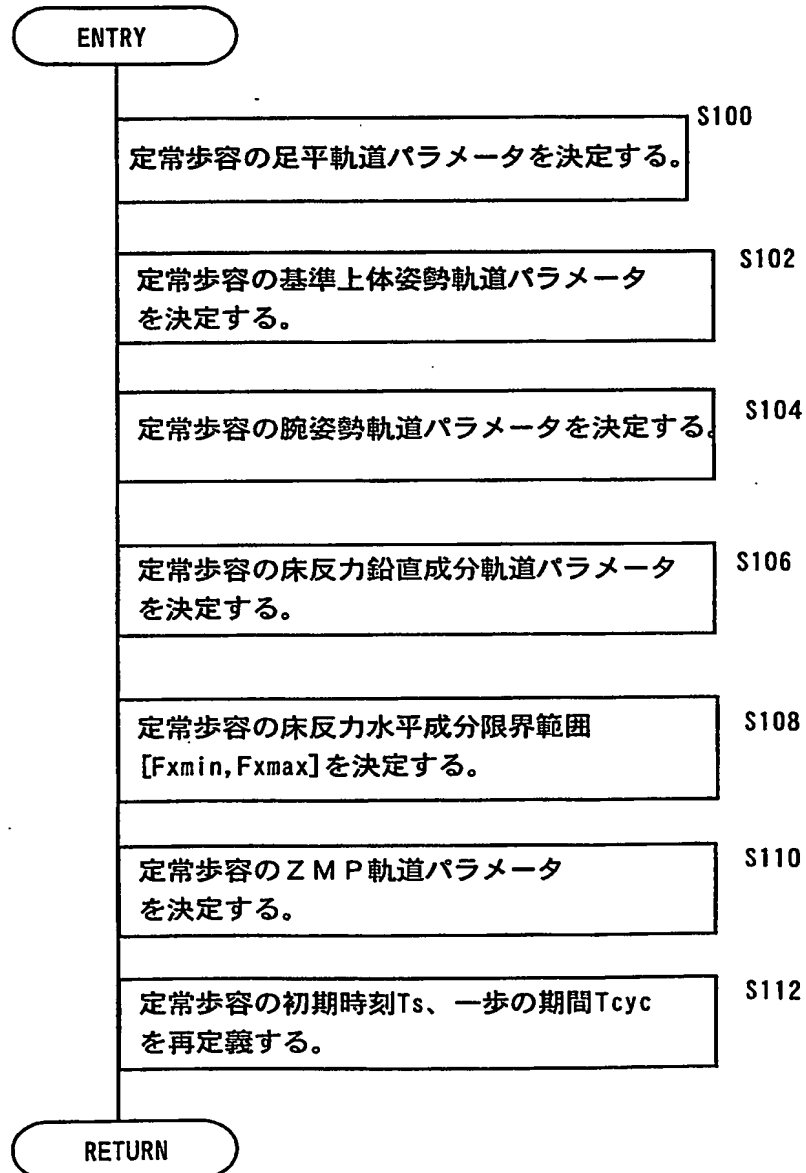 ENTRY
S100
定常歩容の足平軌道パラメータを決定する。
S102
定常歩容の基準上体姿勢軌道パラメータ
を決定する。
S104
定常歩容の腕姿勢軌道パラメータを決定する。
S106
定常歩容の床反力鉛直成分軌道パラメータ
を決定する。
S108
定常歩容の床反力水平成分限界範囲
[Fxmin,Fxmax]を決定する。
S110
定常歩容のＺＭＰ軌道パラメータ
を決定する。
S112
定常歩容の初期時刻Ts、一歩の期間Tcyc
を再定義する。
RETURN